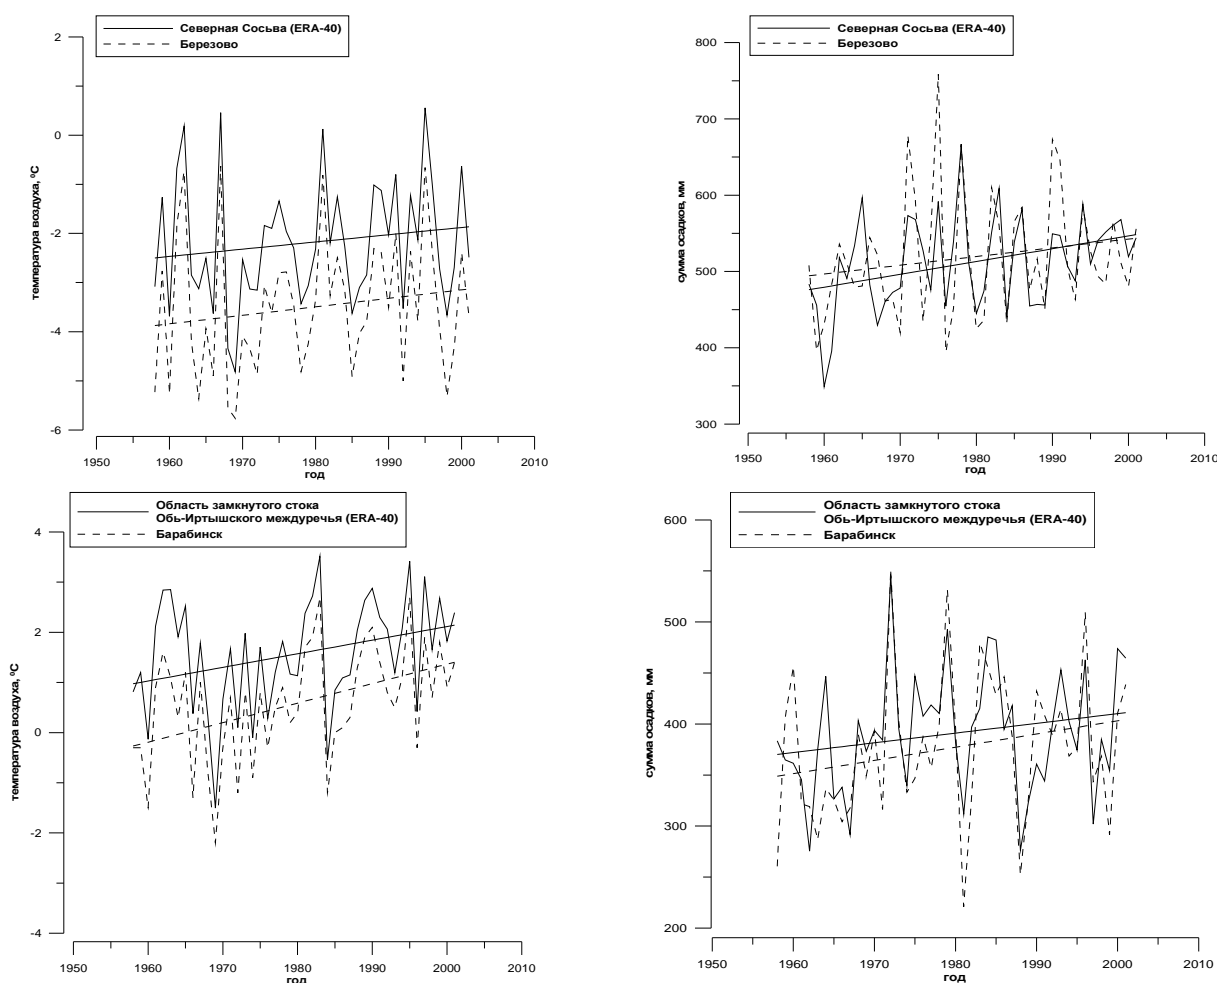 Северная Сосьва (ERA-40)
Березово
2
0
-2
-4
-6
температура воздуха, ºС
1950
1960
1970
1980
1990
2000
2010
год
Северная Сосьва (ERA-40)
Березово
800
700
600
500
400
300
сумма осадков, мм
1950
1960
1970
1980
1990
2000
2010
год
Область замкнутого стока
Обь-Иртышского междуречья (ERA-40)
Барабинск
4
2
0
-2
-4
температура воздуха, ºС
1950
1960
1970
1980
1990
2000
2010
год
Область замкнутого стока
Обь-Иртышского междуречья (ERA-40)
Барабинск
600
500
400
300
200
сумма осадков, мм
1950
1960
1970
1980
1990
2000
2010
год